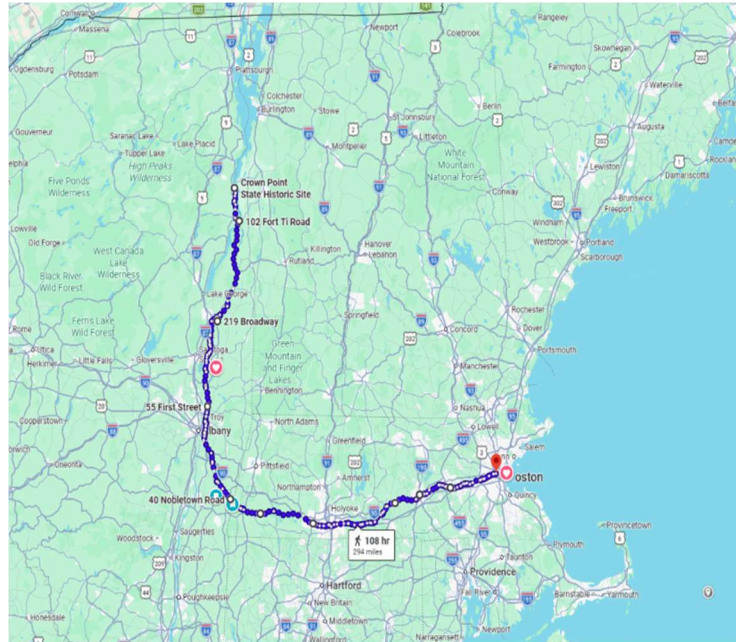 Cornwall
Massena
Ogdensburg
Potsdam
Plattsburgh
Newport
Colebrook
Rangeley
Skowhegan
Farmington
Waterville
Gouverneur
Saranac Lake
Lake Placid
Tupper Lake
High Peaks
Wilderness
Colchester
Burlington
Stowe
St Johnsbury
Littleton
Montpelier
Berlin
Augusta
Lewiston
Damariscotta
Five Ponds
Wilderness
Crown Point
State Historic Site
White
Mountain
National Forest
Conway
Brunswick
Freeport
102 Fort Ti Road
Windham
Westbrook
Portland
Scarborough
Lowville
Old Forge
West Canada
Lake
Wilderness
Black River
Wild Forest
Hanover
Lebanon
Killington
Rutland
Lake George
Ferris Lake
Wild Forest
219 Broadway
Springfield
Rochester
Dover
Concord
Portsmouth
Rome
Utica
Herkimer
Little Falls
Gloversville
Green
Mountain
and Finger
Lakes
Bennington
Manchester
Nashua
Lowell
Cooperstown
Oneonta
55 First Street
Troy
lbany
North Adams
Greenfield
Salem
Pittsfield
Northampton
Amherst
oston
Quincy
40 Nobletown Road
Holyoke
108 hr
294 miles
Woodstock
Saugerties
Kingston
Plymouth
Provincetown
Taunton
Providence
Fall River
Hartford
New Britain
Middletown
Poughkeepsie
Barnstable
Yarmouth
Newport
Honesdale
Wallingford
Narragansett